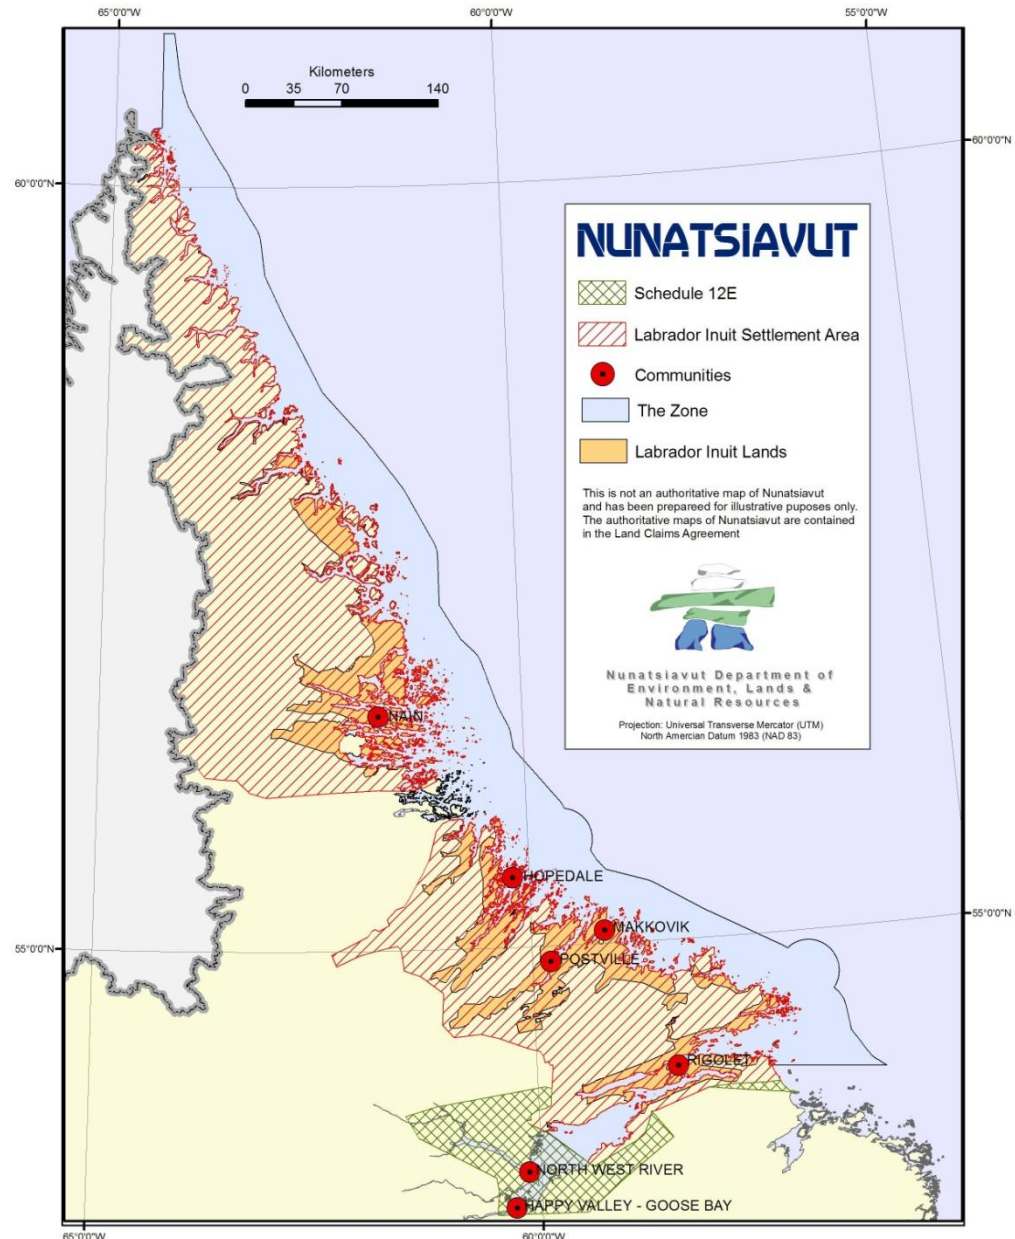 65°0'0"W
60°0'0"W
55°0'0"W
Kilometers
0 35 70 140
60°0'0"N
60°0'0"N
NUNATSIAVUT
Schedule 12E
Labrador Inuit Settlement Area
Communities
The Zone
Labrador Inuit Lands
This is not an authoritative map of Nunatsiavut
and has been prepareed for illustrative puposes only.
The authoritative maps of Nunatsiavut are contained
in the Land Claims Agreement
Nunatsiavut Department of
Environment, Lands &
Natural Resources
Projection: Universal Transverse Mercator (UTM)
North Amercian Datum 1983 (NAD 83)
NAIN
HOPEDALE
MAKKOVIK
POSTVILLE
55°0'0"N
55°0'0"N
RIGOLET
NORTH WEST RIVER
HAPPY VALLEY - GOOSE BAY
65°0'0"W
60°0'0"W